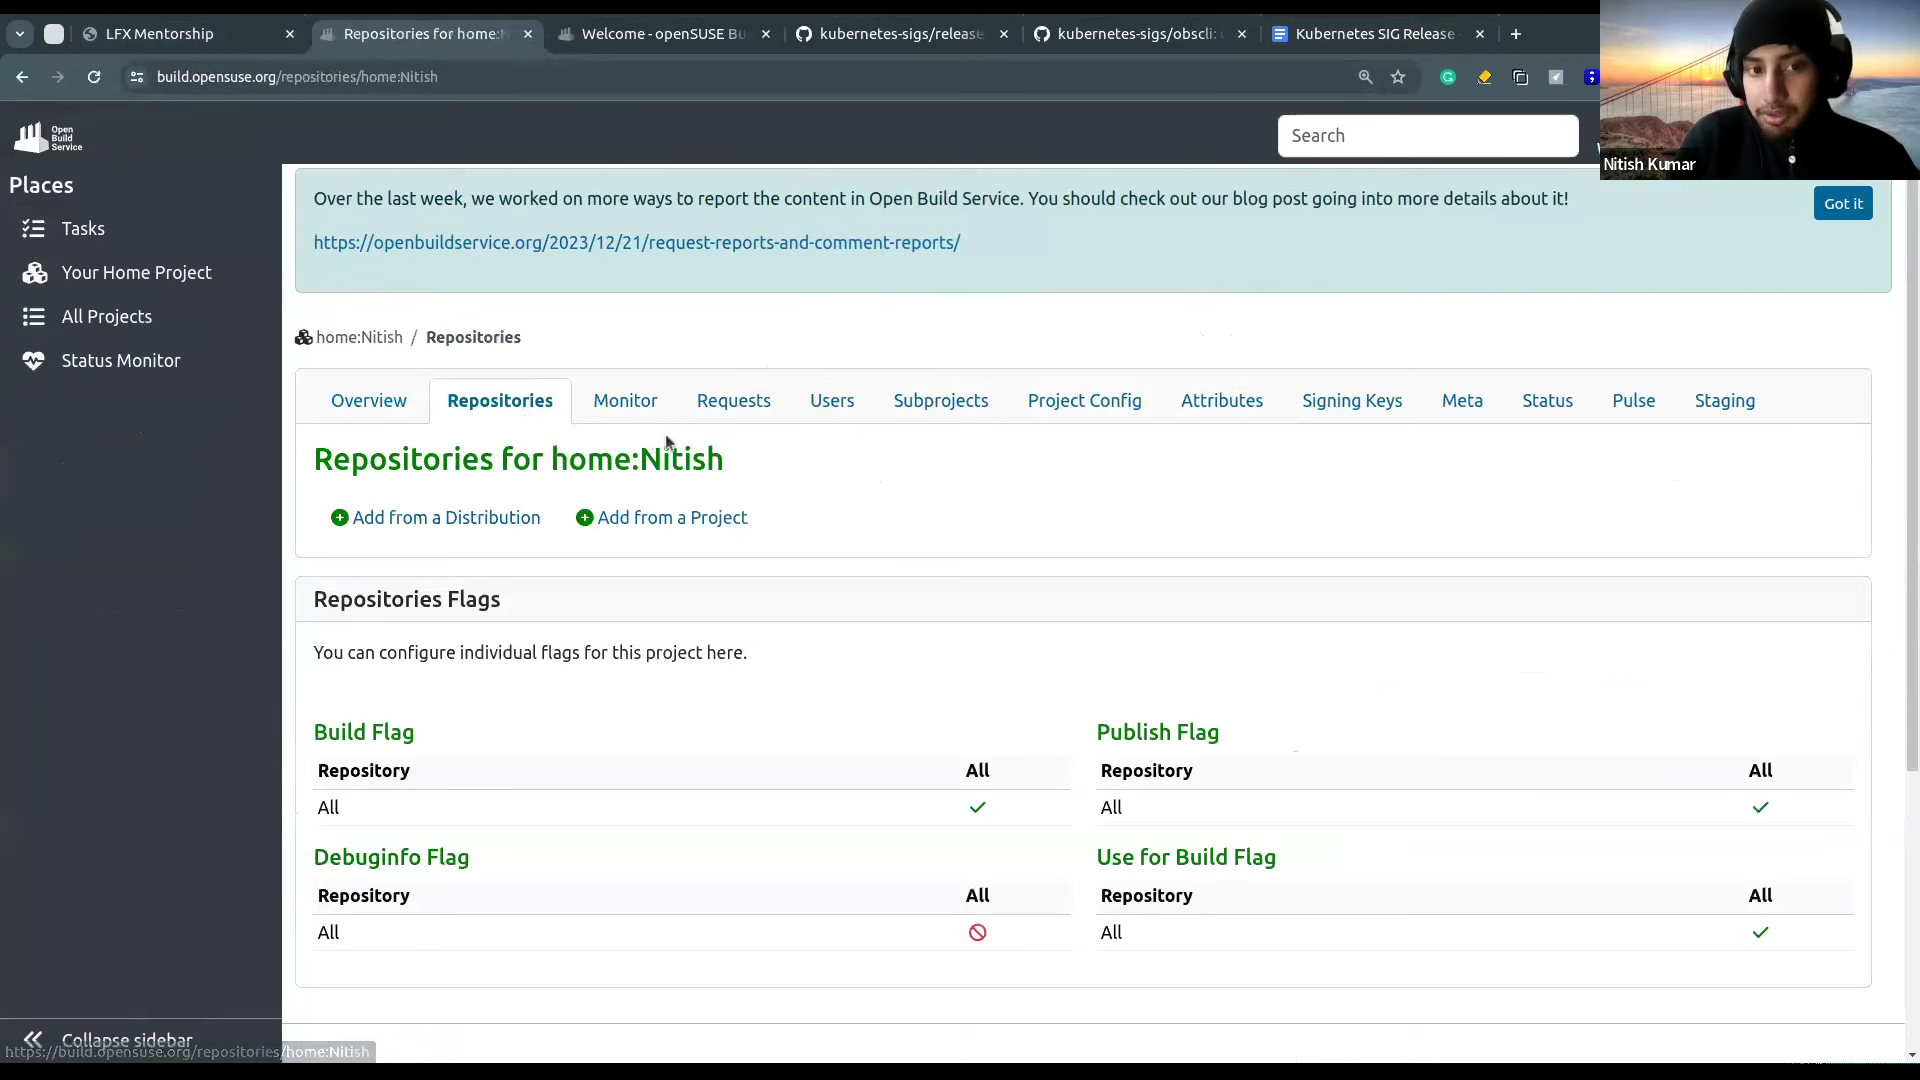 LFX Mentorship
Repositories for home:N
Welcome - openSUSE Bu
kubernetes-sigs/release
kubernetes-sigs/obscli:
Kubernetes SIG Release
build.opensuse.org/repositories/home:Nitish
Open
Build
Service
Search
Nitish Kumar
Places
Tasks
Your Home Project
All Projects
Status Monitor
Over the last week, we worked on more ways to report the content in Open Build Service. You should check out our blog post going into more details about it!
Got it
https://openbuildservice.org/2023/12/21/request-reports-and-comment-reports/
home:Nitish / Repositories
Overview Repositories Monitor Requests Users Subprojects Project Config Attributes Signing Keys Meta Status Pulse Staging
Repositories for home:Nitish
Add from a Distribution Add from a Project
Repositories Flags
You can configure individual flags for this project here.
Build Flag
Repository All
All
Publish Flag
Repository All
All
Debuginfo Flag
Repository All
All
Use for Build Flag
Repository All
All
Collapse sidebar
https://build.opensuse.org/repositories/home:Nitish